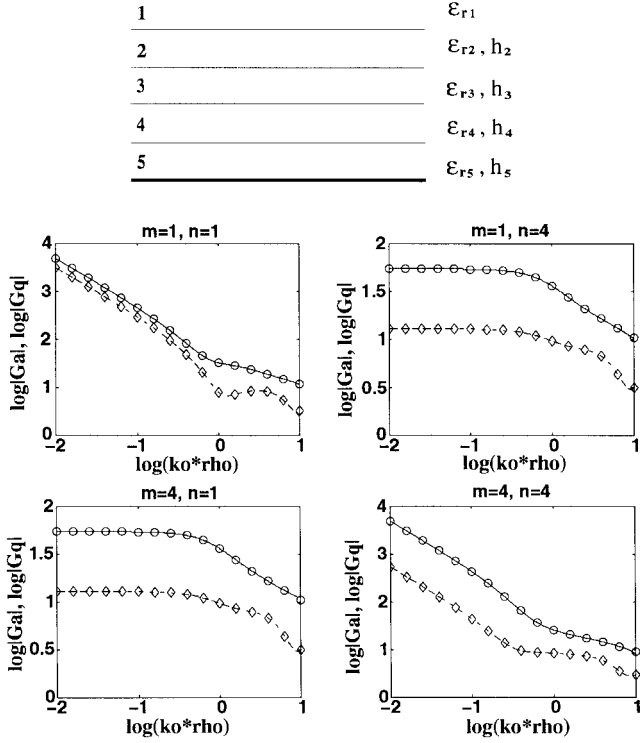 1 εr1
2 εr2 , h2
3 εr3 , h3
4 εr4 , h4
5 εr5 , h5
m=1, n=1
log|Ga|, log|Gq|
4
3
2
1
0
-2 -1 0 1
log(ko*rho)
m=1, n=4
log|Ga|, log|Gq|
2
1.5
1
0.5
0
-2 -1 0 1
log(ko*rho)
m=4, n=1
log|Ga|, log|Gq|
2
1.5
1
0.5
0
-2 -1 0 1
log(ko*rho)
m=4, n=4
log|Ga|, log|Gq|
4
3
2
1
0
-2 -1 0 1
log(ko*rho)